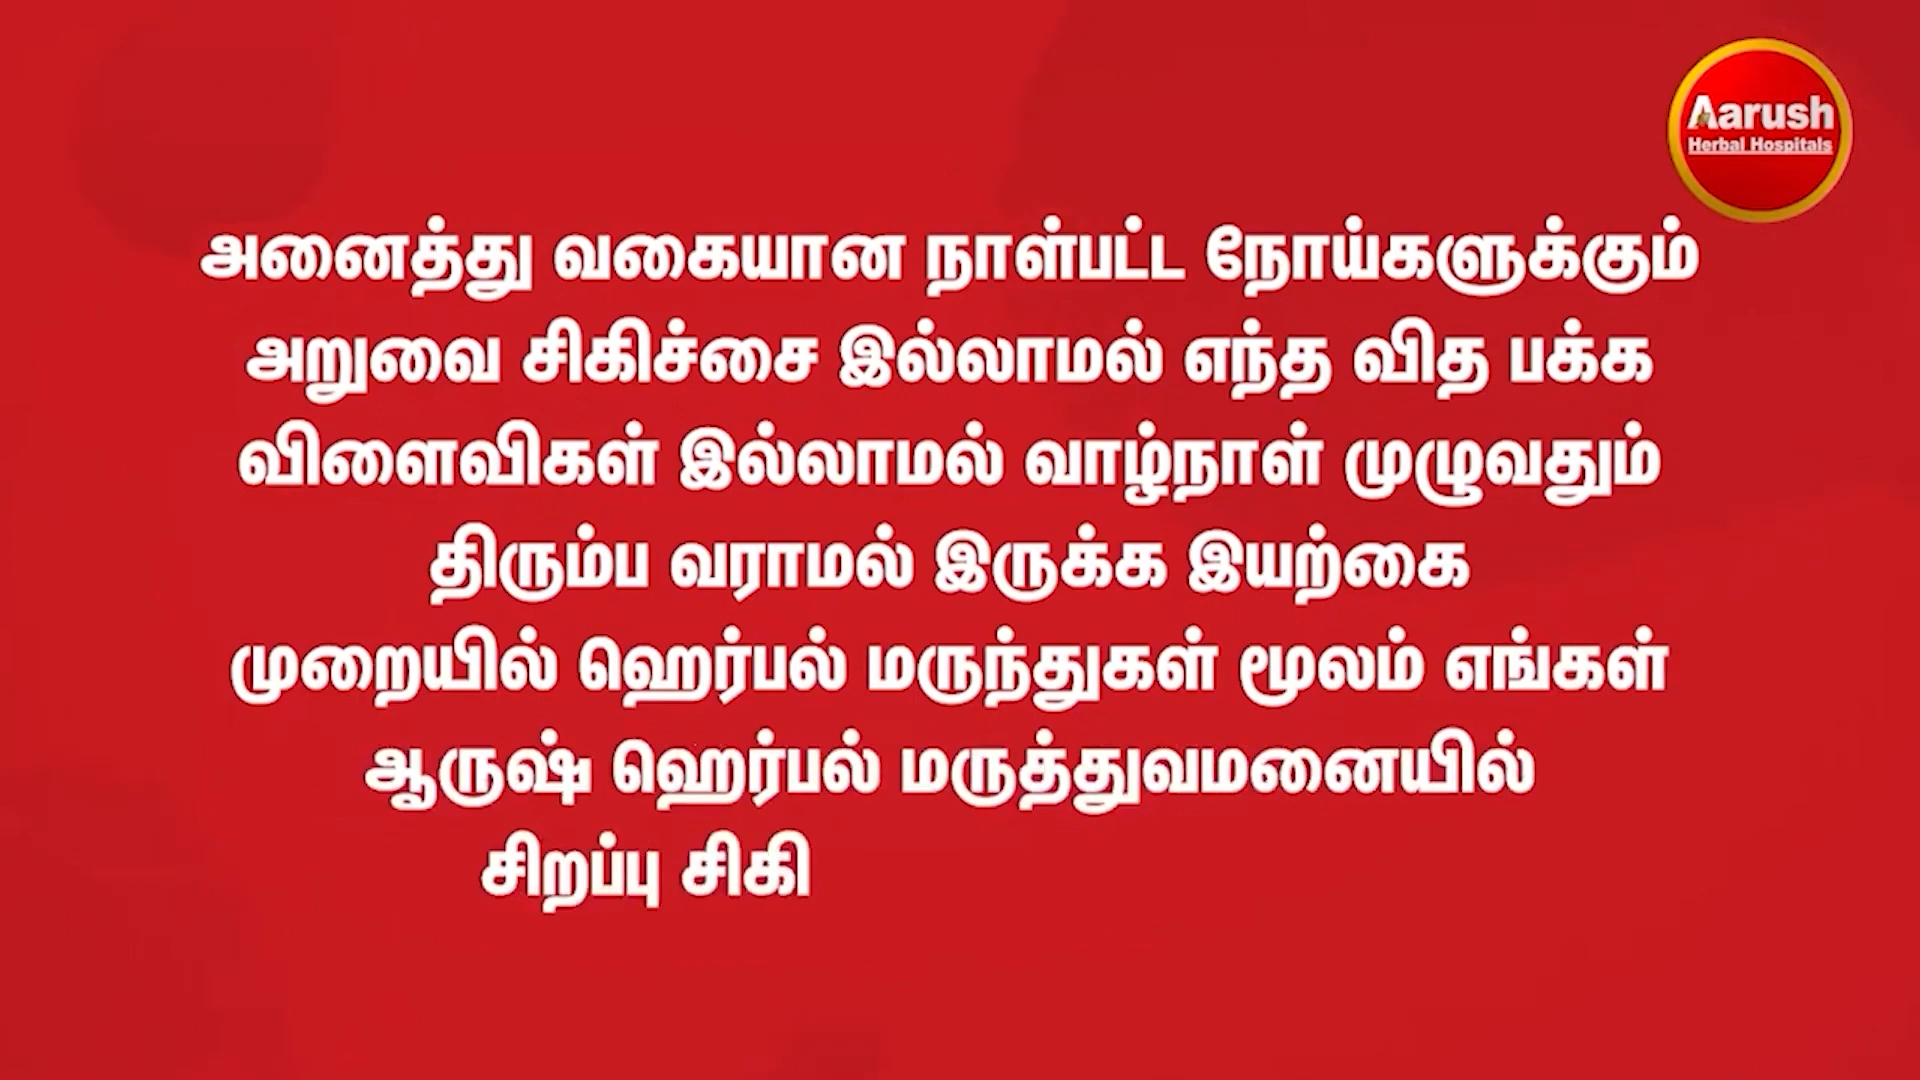 Aarush
Herbal Hospitals
அனைத்து வகையான நாள்பட்ட நோய்களுக்கும்
அறுவை சிகிச்சை இல்லாமல் எந்த வித பக்க
விளைவிகள் இல்லாமல் வாழ்நாள் முழுவதும்
திரும்ப வராமல் இருக்க இயற்கை
முறையில் ஹெர்பல் மருந்துகள் மூலம் எங்கள்
ஆருஷ் ஹெர்பல் மருத்துவமனையில்
சிறப்பு சிகி